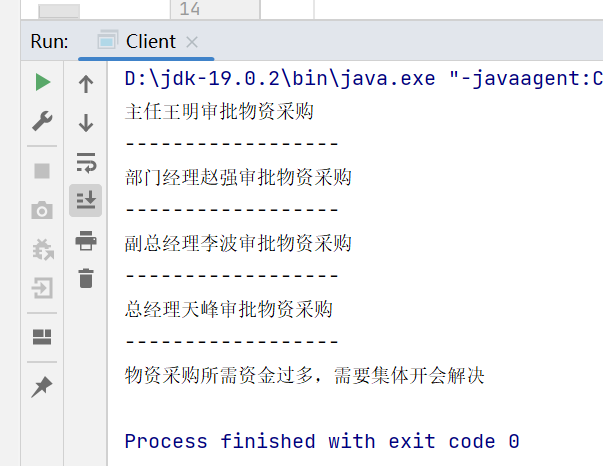 14
Run: Client
D:\jdk-19.0.2\bin\java.exe "-javaagent:C
主任王明审批物资采购
------------------
部门经理赵强审批物资采购
------------------
副总经理李波审批物资采购
------------------
总经理天峰审批物资采购
------------------
物资采购所需资金过多，需要集体开会解决
Process finished with exit code 0